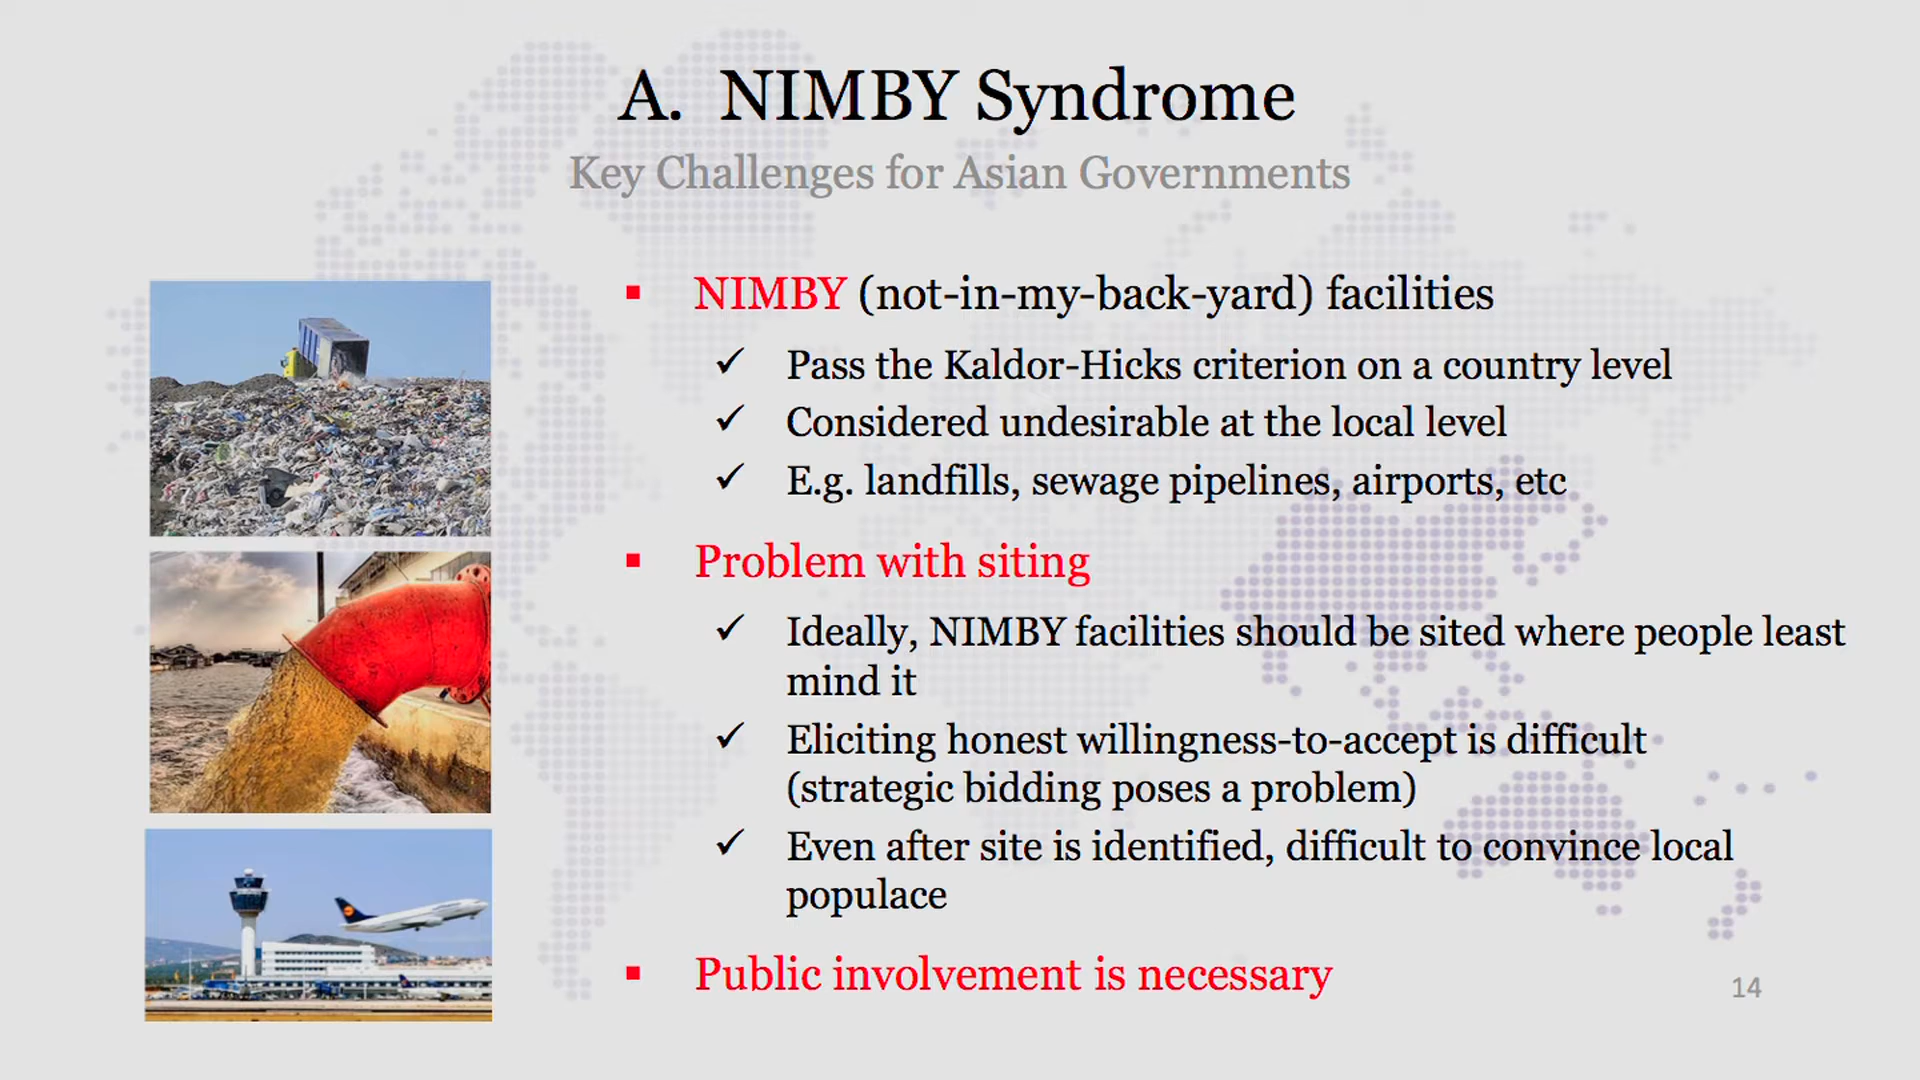 A. NIMBY Syndrome
Key Challenges for Asian Governments
▪ NIMBY (not-in-my-back-yard) facilities
✓ Pass the Kaldor-Hicks criterion on a country level
✓ Considered undesirable at the local level
✓ E.g. landfills, sewage pipelines, airports, etc
▪ Problem with siting
✓ Ideally, NIMBY facilities should be sited where people least
mind it
✓ Eliciting honest willingness-to-accept is difficult
(strategic bidding poses a problem)
✓ Even after site is identified, difficult to convince local
populace
▪ Public involvement is necessary
14